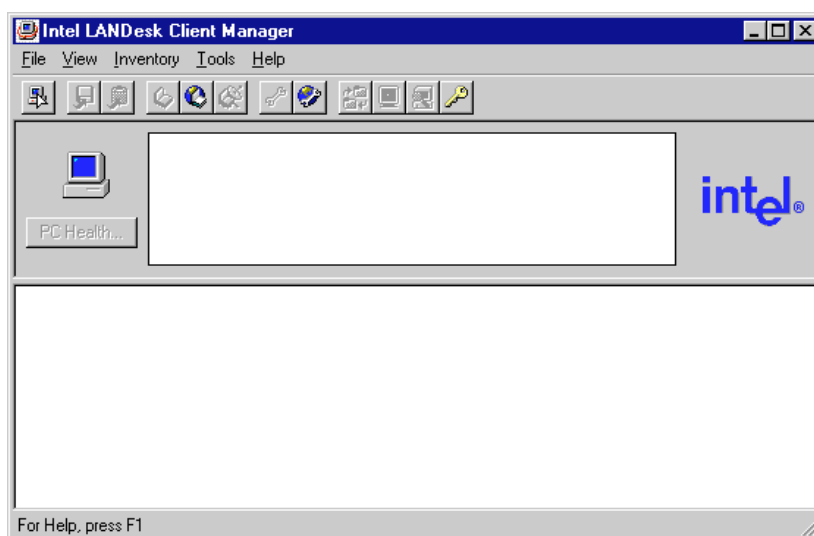 Intel LANDesk Client Manager
File View Inventory Tools Help
PC Health...
intel®
For Help, press F1